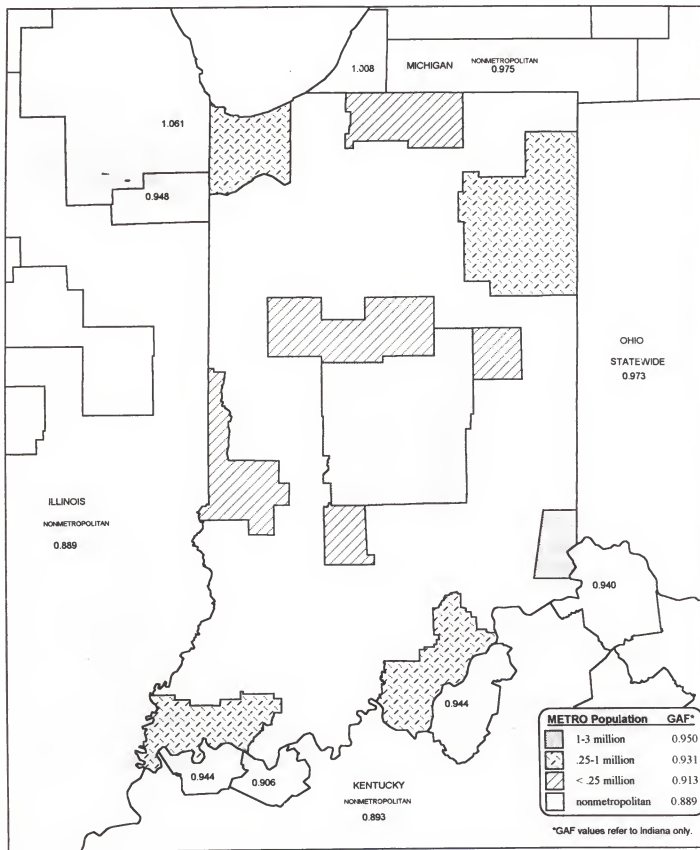 1.008
MICHIGAN
NONMETROPOLITAN
0.975
1.061
0.948
OHIO
STATEWIDE
0.973
ILLINOIS
NONMETROPOLITAN
0.889
0.940
0.944
0.944
0.906
KENTUCKY
NONMETROPOLITAN
0.893
METRO Population GAF*
1-3 million 0.950
.25-1 million 0.931
< .25 million 0.913
nonmetropolitan 0.889
*GAF values refer to Indiana only.